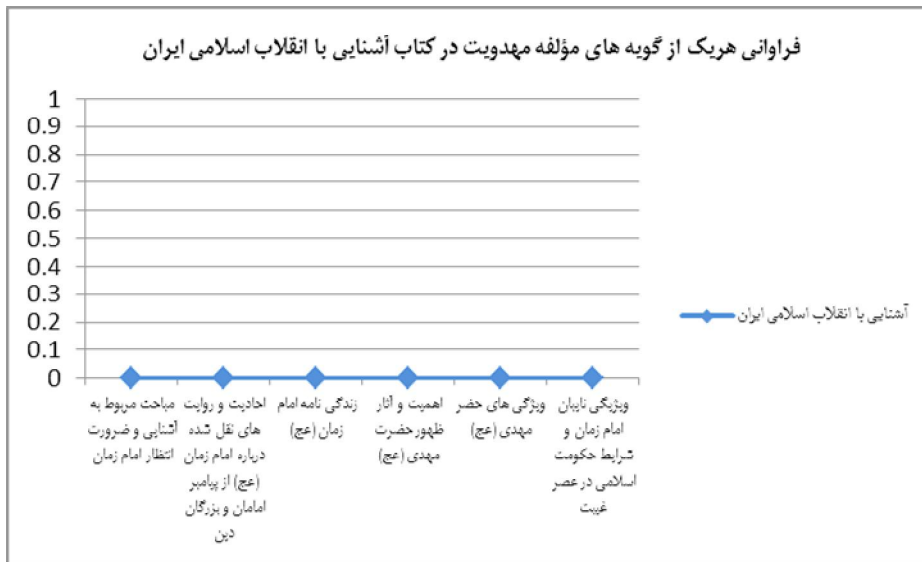 فراوانی هریک از گویه های مؤلفه مهدویت در کتاب آشنایی با انقلاب اسلامی ایران
1
0.9
0.8
0.7
0.6
0.5
0.4
0.3
0.2
0.1
0
مباحث مربوط به
آشنایی و ضرورت
انتظار امام زمان
احادیث و روایت
های نقل شده
درباره امام زمان
(عج) از پیامبر
امامان و بزرگان
دین
زندگی نامه امام
زمان (عج)
اهمیت و آثار
ظهور حضرت
مهدی (عج)
ویژگی های حضر
مهدی (عج)
ویژیگی نایبان
امام زمان و
شرایط حکومت
اسلامی در عصر
غیبت
آشنایی با انقلاب اسلامی ایران